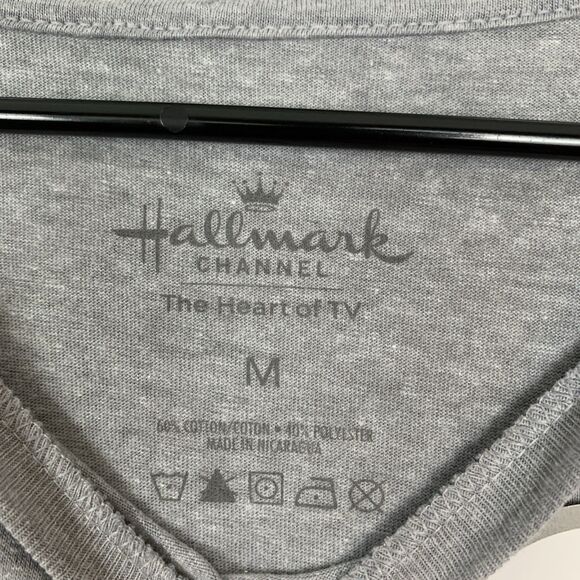 Hallmark
CHANNEL
The Heart of TV
M
60% COTTON/COTON • 40% POLYESTER
MADE IN NICARAGUA